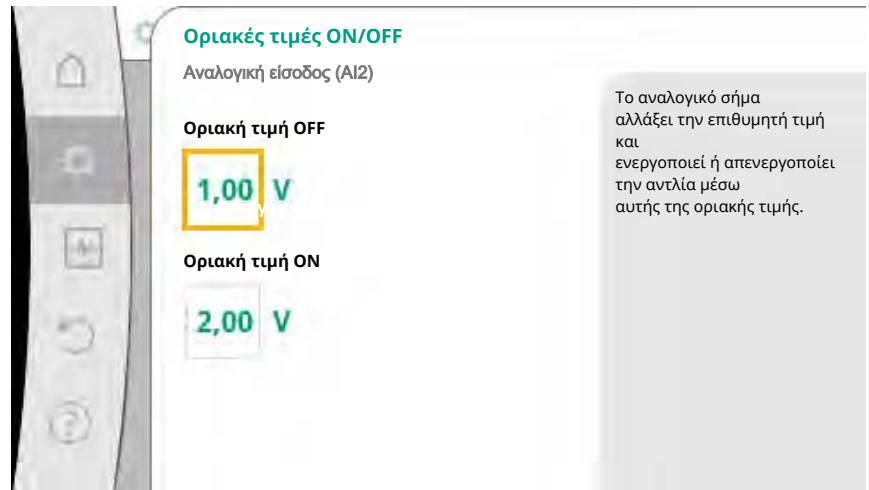 Οριακές τιμές ON/OFF
Αναλογική είσοδος (AI2)
Οριακή τιμή OFF
1,00 V
Οριακή τιμή ON
2,00 V
Το αναλογικό σήμα
αλλάξει την επιθυμητή τιμή
και
ενεργοποιεί ή απενεργοποίει
την αντλία μέσω
αυτής της οριακής τιμής.